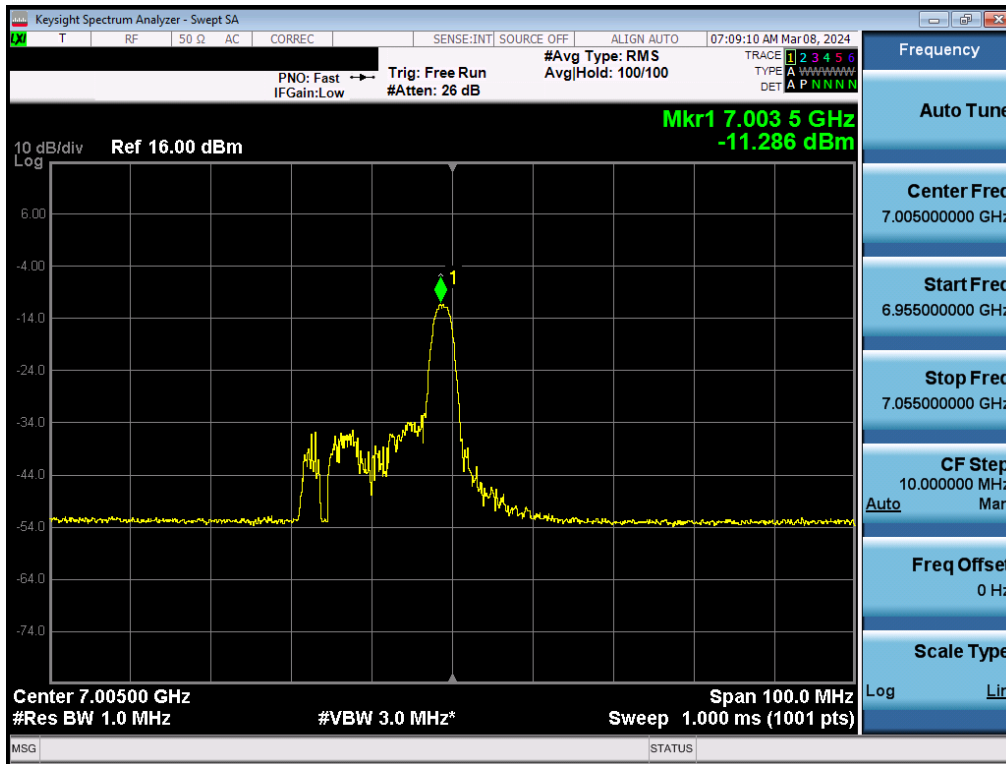 Keysight Spectrum Analyzer - Swept SA
LXI T RF 50 Ω AC CORREC SENSE:INT SOURCE OFF ALIGN AUTO 07:09:10 AM Mar 08, 2024
PNO: Fast Trig: Free Run #Avg Type: RMS TRACE 1 2 3 4 5 6
IFGain:Low #Atten: 26 dB Avg|Hold: 100/100 TYPE A WWWWW
DET A P N N N N
Mkr1 7.003 5 GHz
-11.286 dBm
10 dB/div Ref 16.00 dBm
Log
6.00
-4.00
1
-14.0
-24.0
-34.0
-44.0
-54.0
-64.0
-74.0
Center 7.00500 GHz Span 100.0 MHz
#Res BW 1.0 MHz #VBW 3.0 MHz* Sweep 1.000 ms (1001 pts)
MSG STATUS
Frequency
Auto Tune
Center Freq
7.005000000 GHz
Start Freq
6.955000000 GHz
Stop Freq
7.055000000 GHz
CF Step
10.000000 MHz
Auto Man
Freq Offset
0 Hz
Scale Type
Log Lin